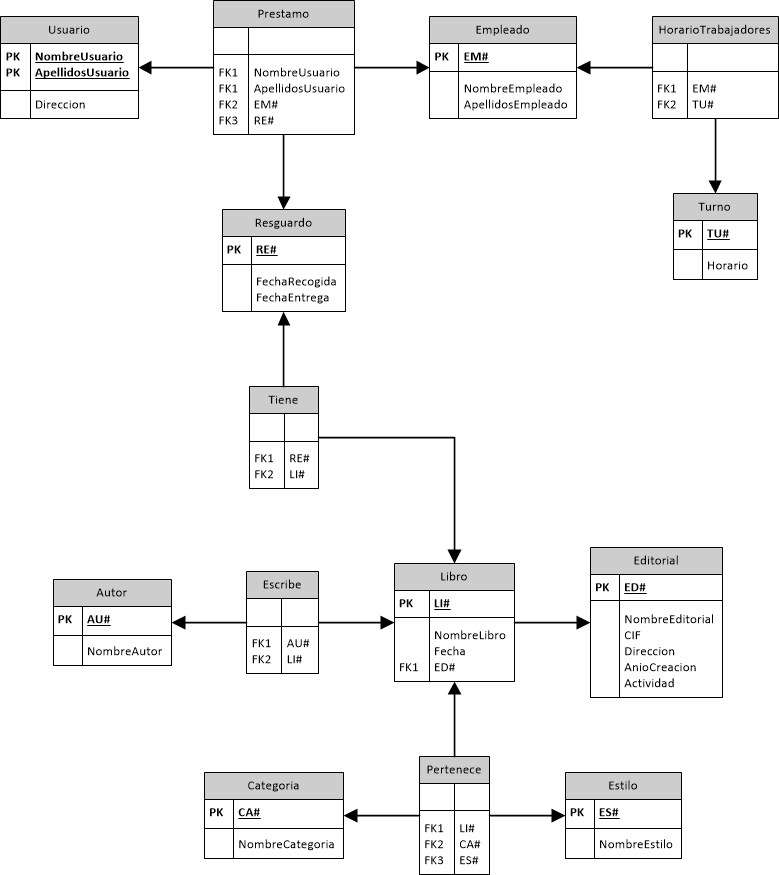 Usuario
PK NombreUsuario
PK ApellidosUsuario
Direccion
Prestamo
FK1 NombreUsuario
FK1 ApellidosUsuario
FK2 EM#
FK3 RE#
Empleado
PK EM#
NombreEmpleado
ApellidosEmpleado
HorarioTrabajadores
FK1 EM#
FK2 TU#
Turno
PK TU#
Horario
Resguardo
PK RE#
FechaRecogida
FechaEntrega
Tiene
FK1 RE#
FK2 LI#
Autor
PK AU#
NombreAutor
Escribe
FK1 AU#
FK2 LI#
Libro
PK LI#
NombreLibro
Fecha
FK1 ED#
Editorial
PK ED#
NombreEditorial
CIF
Direccion
AnioCreacion
Actividad
Categoria
PK CA#
NombreCategoria
Pertenece
FK1 LI#
FK2 CA#
FK3 ES#
Estilo
PK ES#
NombreEstilo